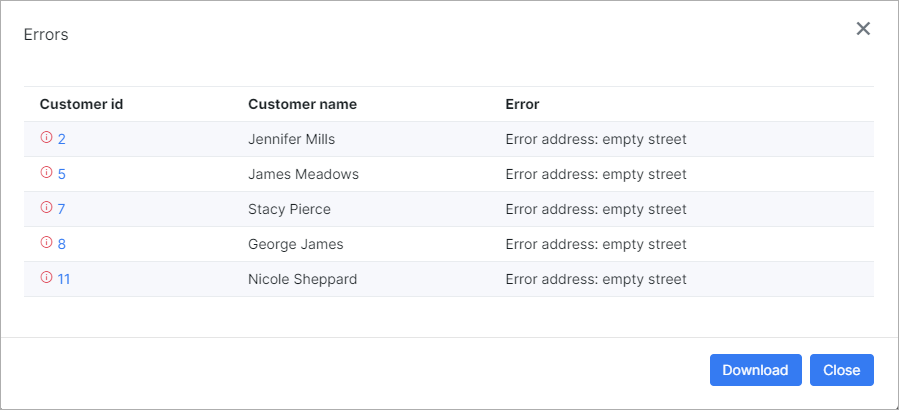 Errors
Customer id Customer name Error
2 Jennifer Mills Error address: empty street
5 James Meadows Error address: empty street
7 Stacy Pierce Error address: empty street
8 George James Error address: empty street
11 Nicole Sheppard Error address: empty street
Download Close